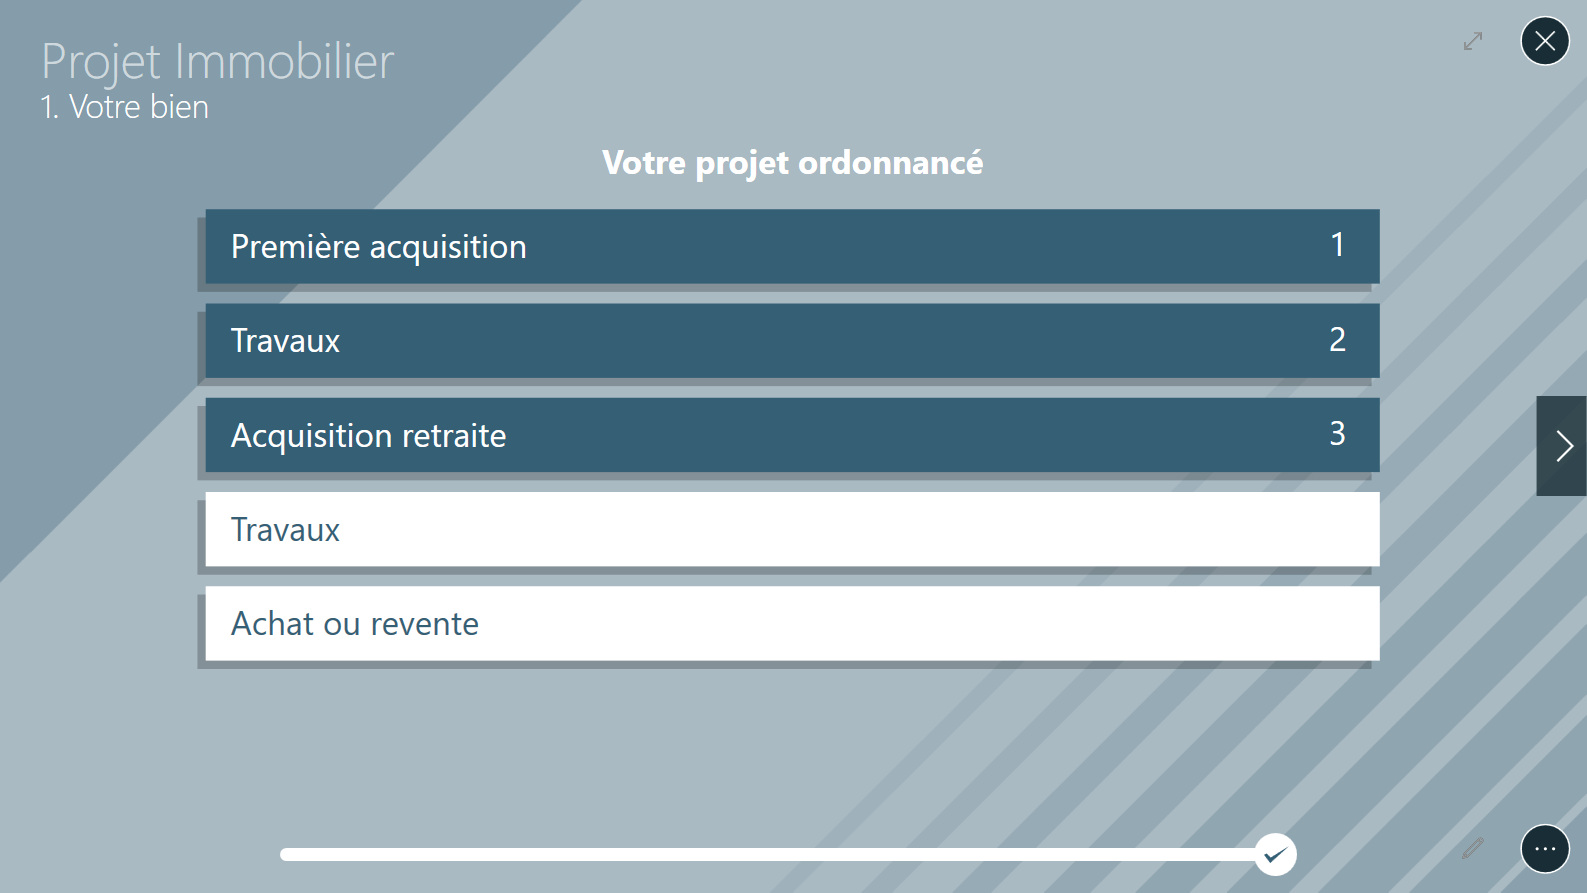 Projet Immobilier
1. Votre bien
Votre projet ordonnancé
Première acquisition 1
Travaux 2
Acquisition retraite 3
Travaux
Achat ou revente